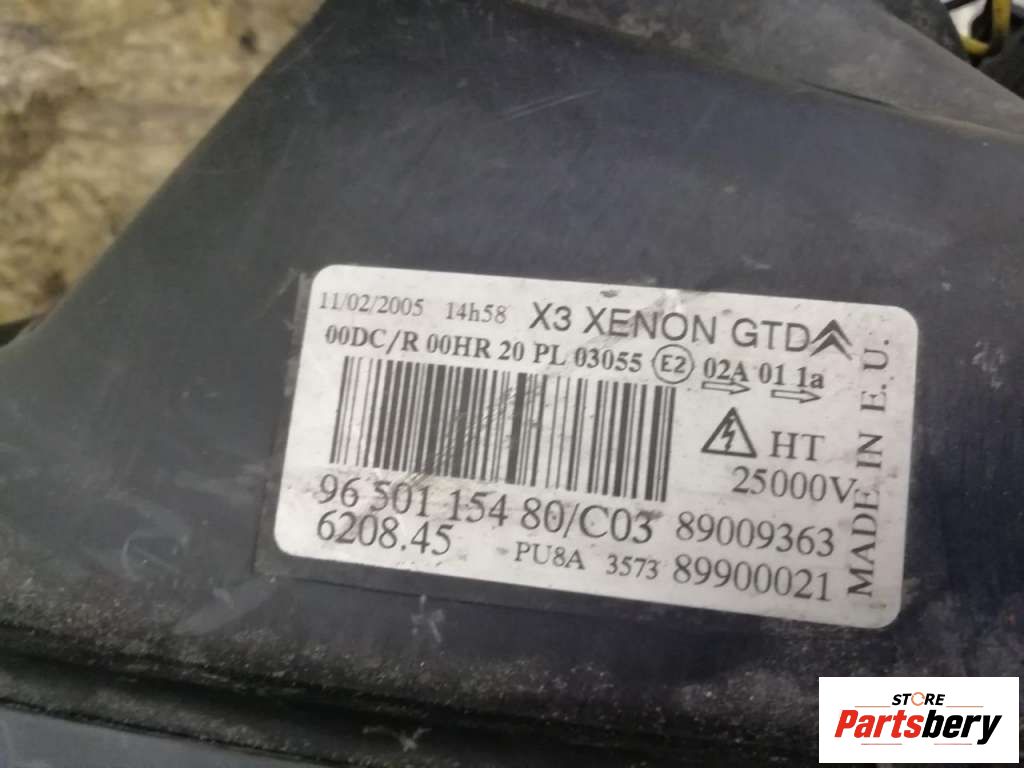 11/02/2005 14h58 X3 XENON GTD
00DC/R 00HR 20 PL 03055 E2 02A 01 1a
HT
25000V
96 501 154 80/C03 89009363
6208.45 PU8A 3573 89900021
MADE IN E. U.
STORE
Partsbery